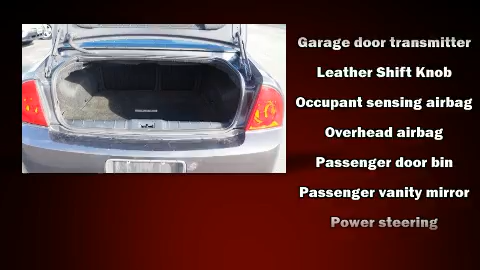 Garage door transmitter
Leather Shift Knob
Occupant sensing airbag
Overhead airbag
Passenger door bin
Passenger vanity mirror
Power steering